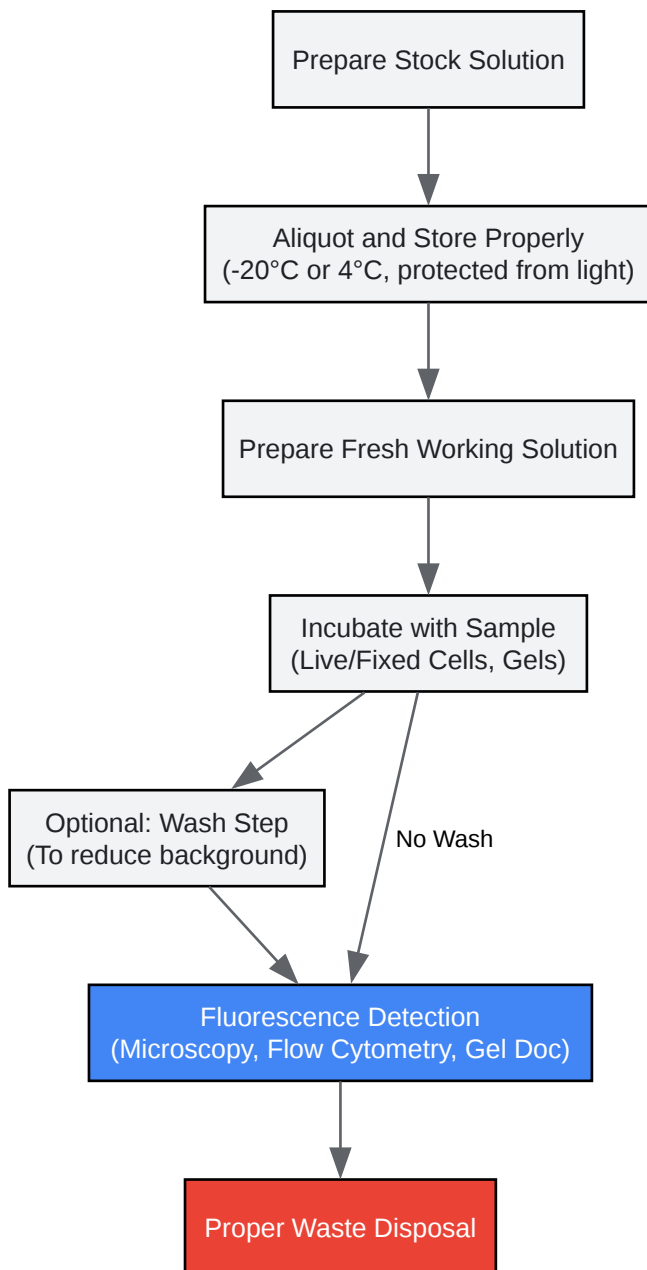 Prepare Stock Solution
Aliquot and Store Properly
(-20°C or 4°C, protected from light)
Prepare Fresh Working Solution
Incubate with Sample
(Live/Fixed Cells, Gels)
Optional: Wash Step
(To reduce background)
No Wash
Fluorescence Detection
(Microscopy, Flow Cytometry, Gel Doc)
Proper Waste Disposal